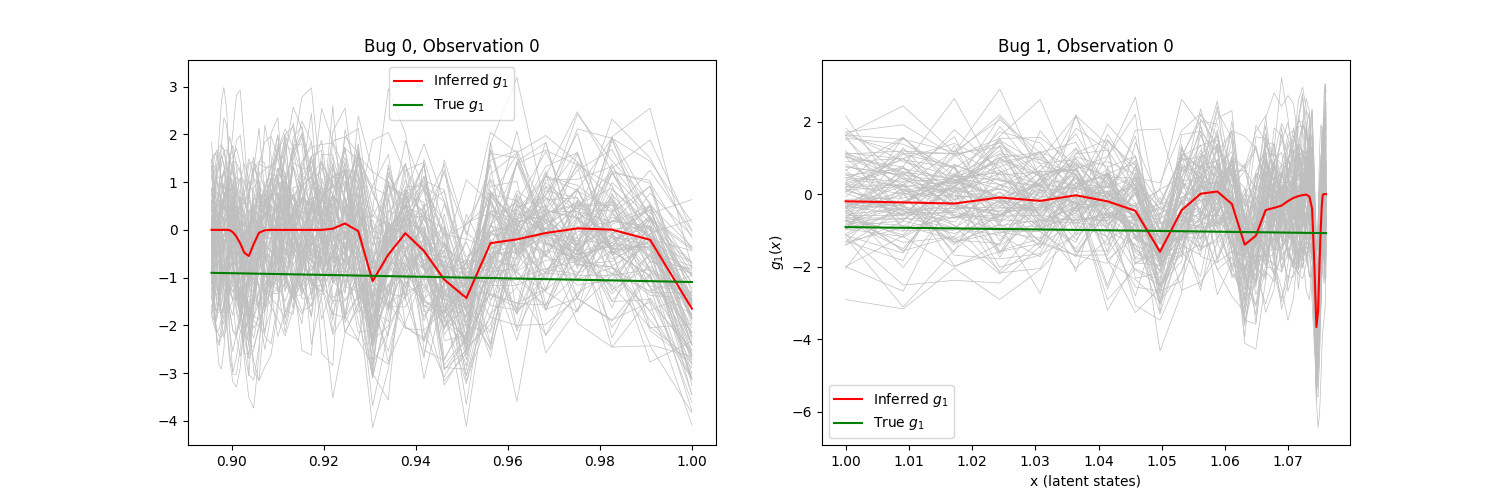 Bug 0, Observation 0
Inferred g₁
True g₁
3
2
1
0
−1
−2
−3
−4
0.90 0.92 0.94 0.96 0.98 1.00
Bug 1, Observation 0
g₁(x)
2
0
−2
−4
−6
Inferred g₁
True g₁
1.00 1.01 1.02 1.03 1.04 1.05 1.06 1.07
x (latent states)